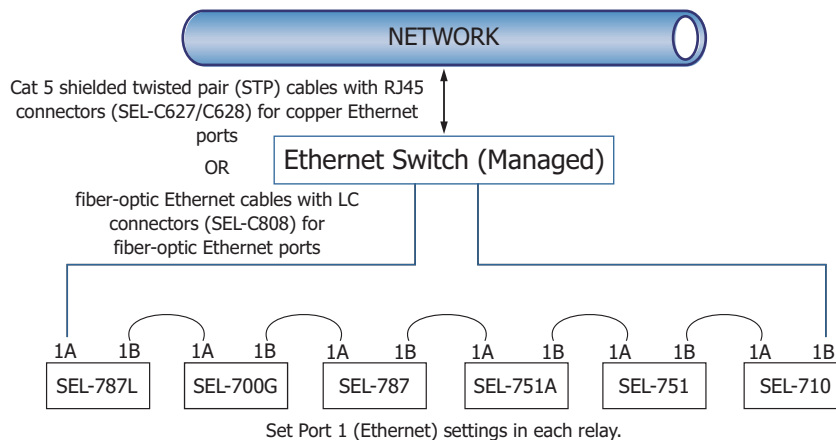 NETWORK
Cat 5 shielded twisted pair (STP) cables with RJ45
connectors (SEL-C627/C628) for copper Ethernet
ports
OR
Ethernet Switch (Managed)
fiber-optic Ethernet cables with LC
connectors (SEL-C808) for
fiber-optic Ethernet ports
1A 1B 1A 1B 1A 1B 1A 1B 1A 1B 1A 1B
SEL-787L SEL-700G SEL-787 SEL-751A SEL-751 SEL-710
Set Port 1 (Ethernet) settings in each relay.